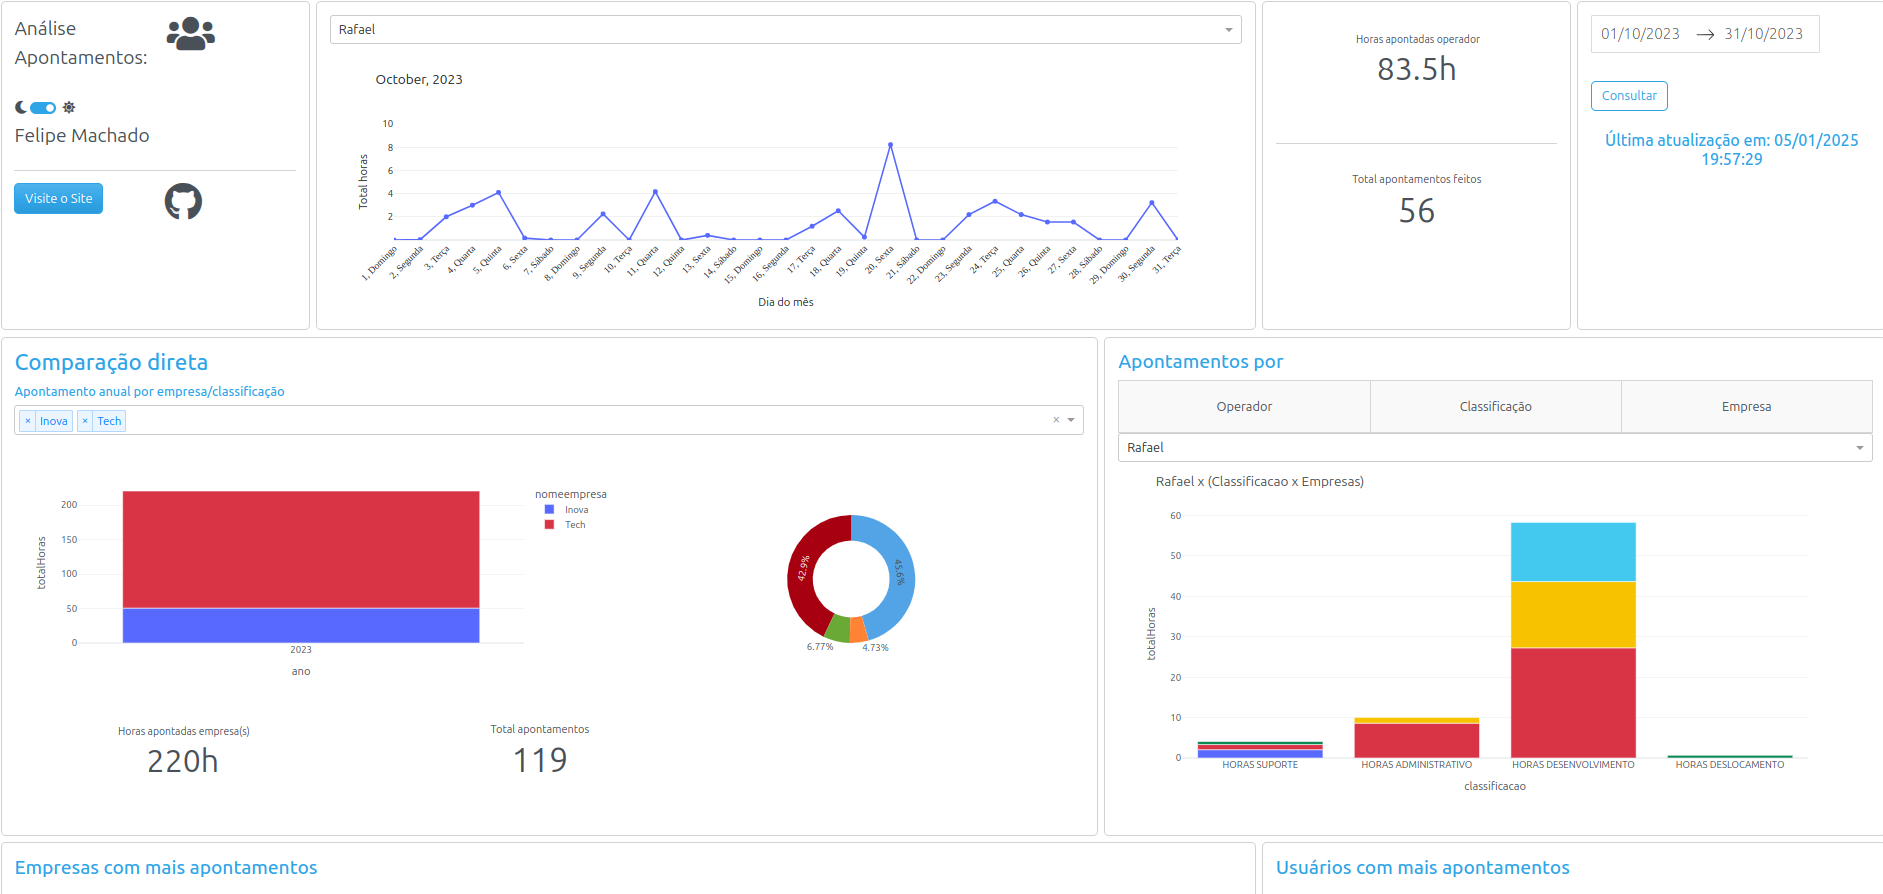 Análise
Apontamentos:
Felipe Machado
Visite o Site
Rafael
October, 2023
Total horas
10
8
6
4
2
1, Domingo
2, Segunda
3, Terça
4, Quarta
5, Quinta
6, Sexta
7, Sábado
8, Domingo
9, Segunda
10, Terça
11, Quarta
12, Quinta
13, Sexta
14, Sábado
15, Domingo
16, Segunda
17, Terça
18, Quarta
19, Quinta
20, Sexta
21, Sábado
22, Domingo
23, Segunda
24, Terça
25, Quarta
26, Quinta
27, Sexta
28, Sábado
29, Domingo
30, Segunda
31, Terça
Dia do mês
Horas apontadas operador
83.5h
Total apontamentos feitos
56
01/10/2023 → 31/10/2023
Consultar
Última atualização em: 05/01/2025
19:57:29
Comparação direta
Apontamento anual por empresa/classificação
× Inova × Tech ×
totalHoras
200
150
100
50
0
2023
ano
nomeempresa
Inova
Tech
42.9%
45.6%
6.77%
4.73%
Horas apontadas empresa(s)
220h
Total apontamentos
119
Apontamentos por
Operador Classificação Empresa
Rafael
Rafael x (Classificacao x Empresas)
totalHoras
60
50
40
30
20
10
0
HORAS SUPORTE HORAS ADMINISTRATIVO HORAS DESENVOLVIMENTO HORAS DESLOCAMENTO
classificacao
Empresas com mais apontamentos
Usuários com mais apontamentos